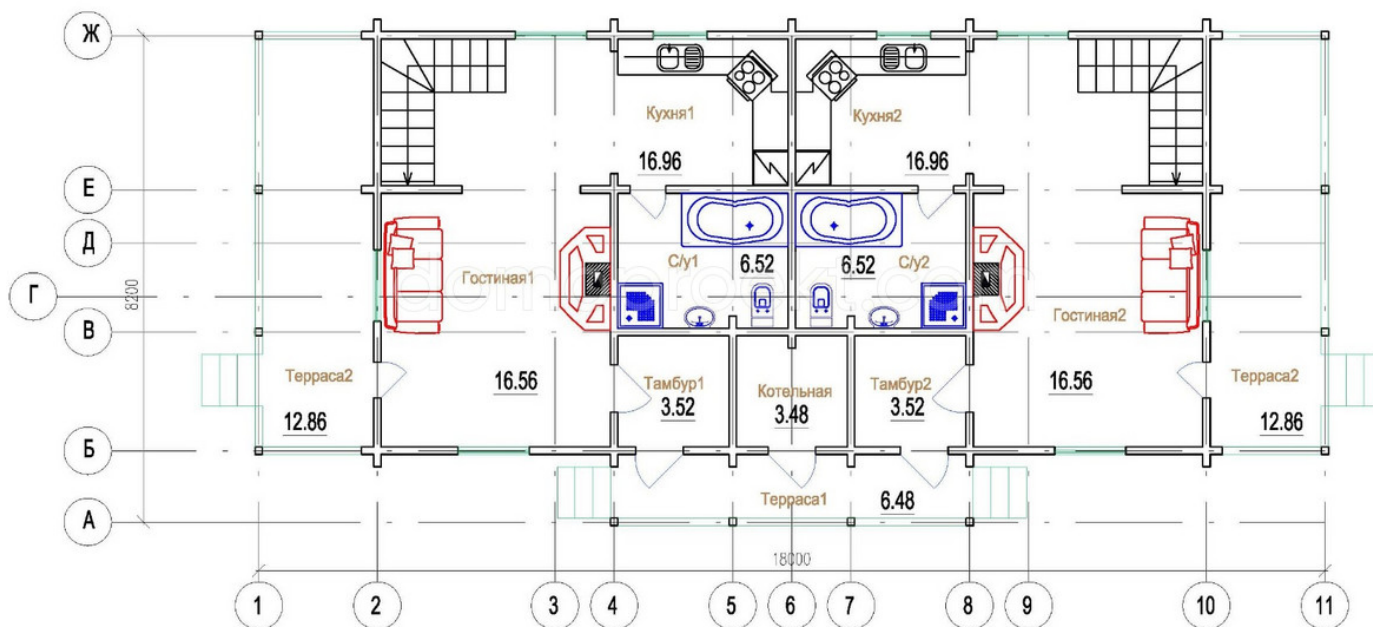 Ж
Кухня1
Кухня2
16.96
16.96
Е
Д
С/у1
6.52
6.52
С/у2
Гостиная1
domaproekt.com
Г
8200
Гостиная2
В
Терраса2
16.56
Тамбур1
3.52
Котельная
3.48
Тамбур2
3.52
16.56
Терраса2
12.86
12.86
Б
Терраса1
6.48
А
18000
1
2
3
4
5
6
7
8
9
10
11